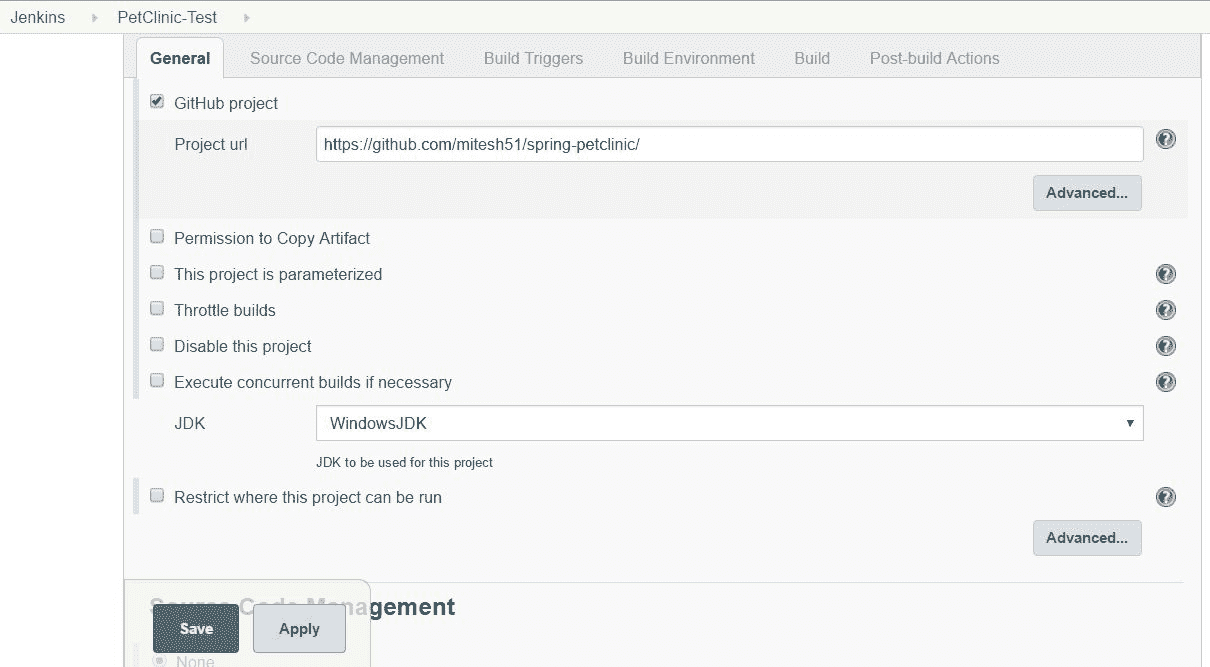 Jenkins PetClinic-Test
General Source Code Management Build Triggers Build Environment Build Post-build Actions
GitHub project
Project url https://github.com/mitesh51/spring-petclinic/
Advanced...
Permission to Copy Artifact
This project is parameterized
Throttle builds
Disable this project
Execute concurrent builds if necessary
JDK WindowsJDK
JDK to be used for this project
Restrict where this project can be run
Advanced...
Source Code Management
Save Apply
None